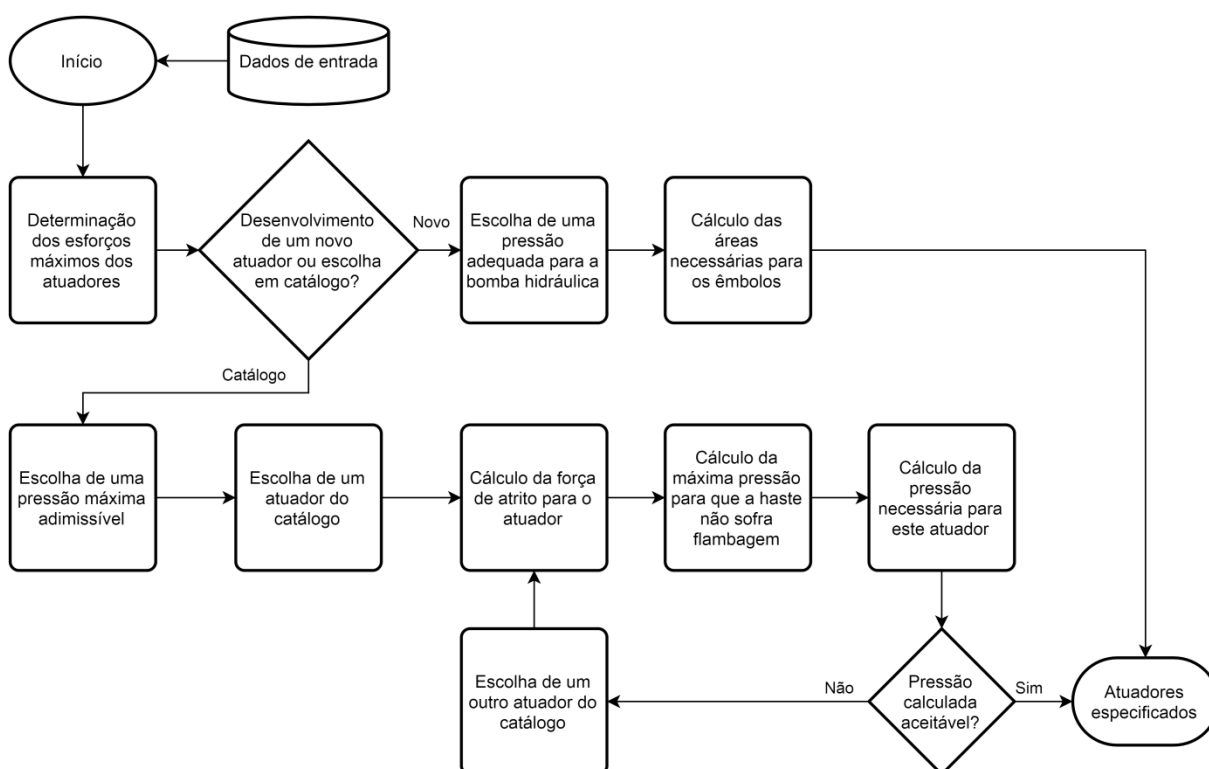 Início
Dados de entrada
Determinação
dos esforços
máximos dos
atuadores
Desenvolvimento
de um novo
atuador ou escolha
em catálogo?
Novo
Escolha de uma
pressão
adequada para a
bomba hidráulica
Cálculo das
áreas
necessárias para
os êmbolos
Catálogo
Escolha de uma
pressão máxima
adimissível
Escolha de um
atuador do
catálogo
Cálculo da força
de atrito para o
atuador
Cálculo da
máxima pressão
para que a haste
não sofra
flambagem
Cálculo da
pressão
necessária para
este atuador
Escolha de um
outro atuador do
catálogo
Não
Pressão
calculada
aceitável?
Sim
Atuadores
especificados